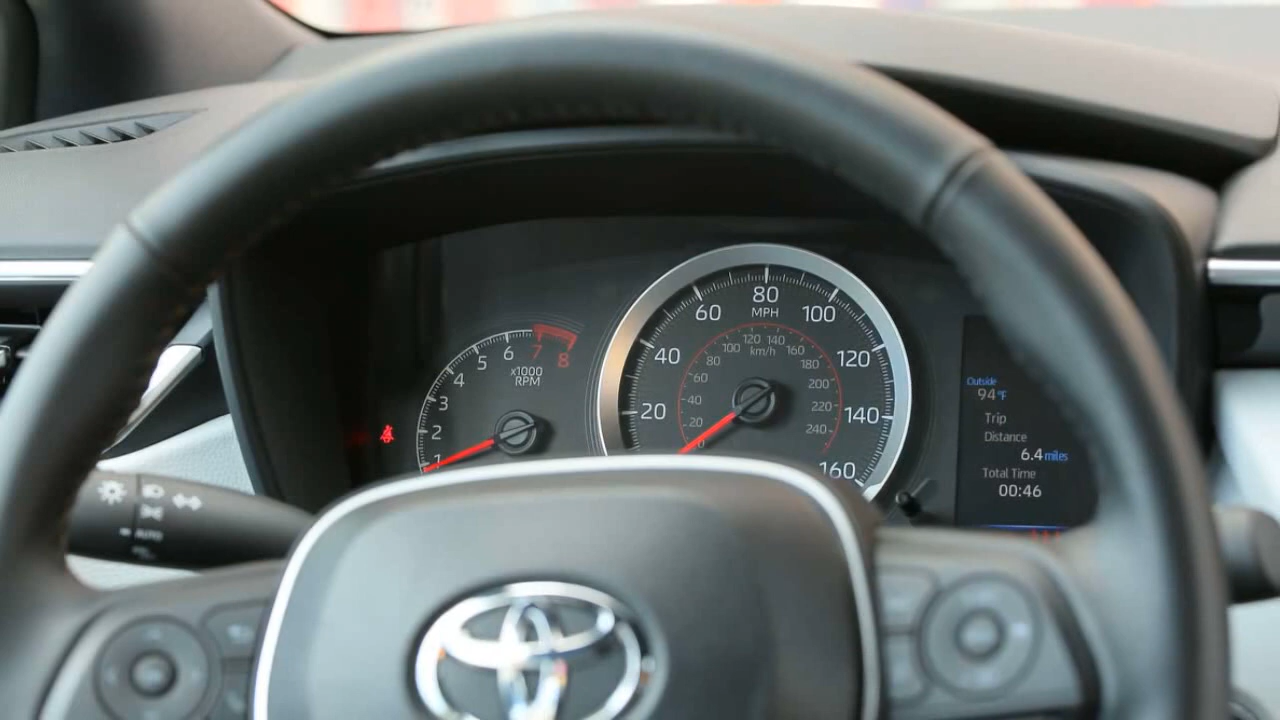 80
MPH
60 100
40 120
20 140
160
120 140
100 160
km/h
80 180
60 200
40 220
20 240
0
7 8
6
5
4
3
2
1
x1000
RPM
Outside
94°F
Trip
Distance
6.4 miles
Total Time
00:46
AUTO